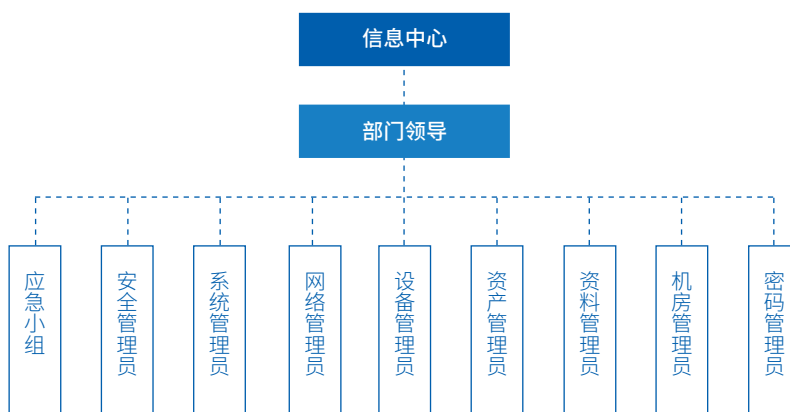 信息中心
部门领导
应急小组
安全管理员
系统管理员
网络管理员
设备管理员
资产管理员
资料管理员
机房管理员
密码管理员